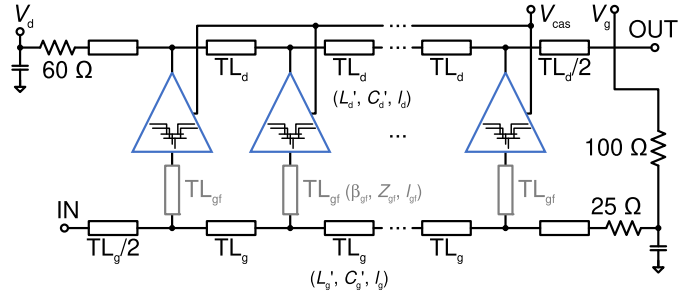 V_d V_cas V_g OUT
60 Ω TL_d TL_d TL_d TL_d/2
(L_d', C_d', l_d)
... ... ...
100 Ω
TL_gf TL_gf (β_gf, Z_gf, l_gf) TL_gf
IN 25 Ω
TL_g/2 TL_g TL_g ... TL_g
(L_g', C_g', l_g)